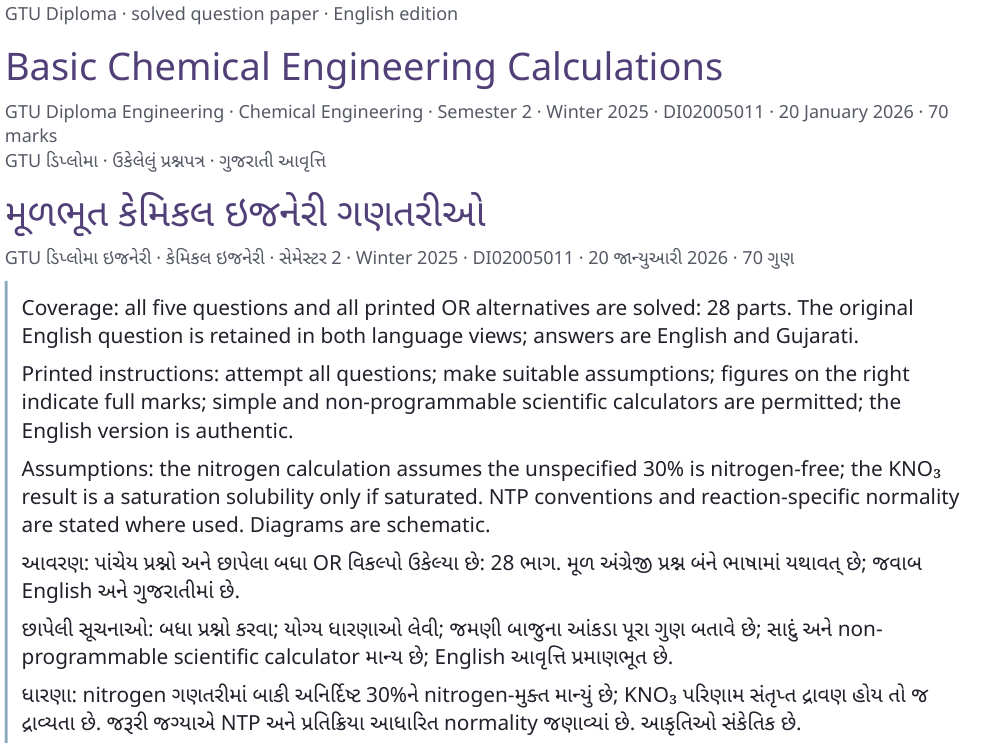 GTU Diploma · solved question paper · English edition
Basic Chemical Engineering Calculations
GTU Diploma Engineering · Chemical Engineering · Semester 2 · Winter 2025 · DI02005011 · 20 January 2026 · 70
marks
GTU ડિપ્લોમા · ઉકેલેલું પ્રશ્નપત્ર · ગુજરાતી આવૃત્તિ
મૂળભૂત કેમિકલ ઇજનેરી ગણતરીઓ
GTU ડિપ્લોમા ઇજનેરી · કેમિકલ ઇજનેરી · સેમેસ્ટર 2 · Winter 2025 · DI02005011 · 20 જાન્યુઆરી 2026 · 70 ગુણ
Coverage: all five questions and all printed OR alternatives are solved: 28 parts. The original
English question is retained in both language views; answers are English and Gujarati.
Printed instructions: attempt all questions; make suitable assumptions; figures on the right
indicate full marks; simple and non-programmable scientific calculators are permitted; the
English version is authentic.
Assumptions: the nitrogen calculation assumes the unspecified 30% is nitrogen-free; the KNO₃
result is a saturation solubility only if saturated. NTP conventions and reaction-specific normality
are stated where used. Diagrams are schematic.
આવરણ: પાંચેય પ્રશ્નો અને છાપેલા બધા OR વિકલ્પો ઉકેલ્યા છે: 28 ભાગ. મૂળ અંગ્રેજી પ્રશ્ન બંને ભાષામાં યથાવત્ છે; જવાબ
English અને ગુજરાતીમાં છે.
છાપેલી સૂચનાઓ: બધા પ્રશ્નો કરવા; યોગ્ય ધારણાઓ લેવી; જમણી બાજુના આંકડા પૂરા ગુણ બતાવે છે; સાદું અને non-
programmable scientific calculator માન્ય છે; English આવૃત્તિ પ્રમાણભૂત છે.
ધારણા: nitrogen ગણતરીમાં બાકી અનિર્દિષ્ટ 30%ને nitrogen-મુક્ત માન્યું છે; KNO₃ પરિણામ સંતૃપ્ત દ્રાવણ હોય તો જ
દ્રાવ્યતા છે. જરૂરી જગ્યાએ NTP અને પ્રતિક્રિયા આધારિત normality જણાવ્યાં છે. આકૃતિઓ સંકેતિક છે.